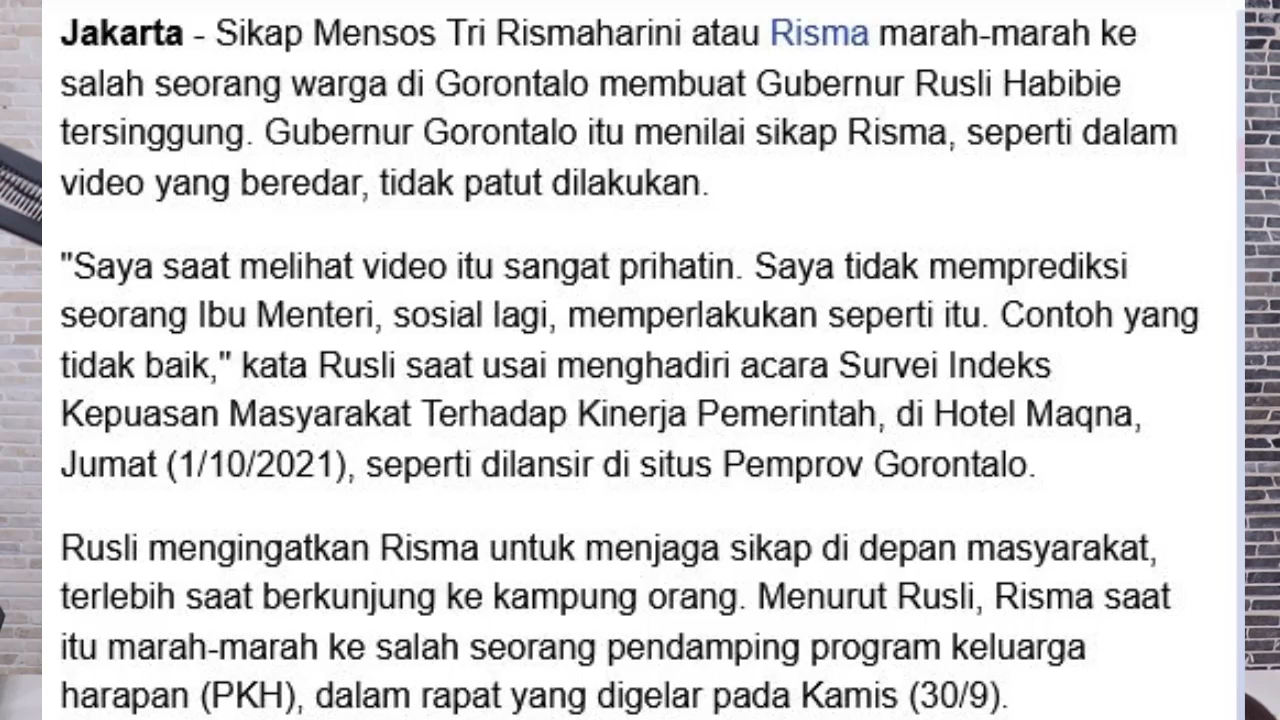 Jakarta - Sikap Mensos Tri Rismaharini atau Risma marah-marah ke
salah seorang warga di Gorontalo membuat Gubernur Rusli Habibie
tersinggung. Gubernur Gorontalo itu menilai sikap Risma, seperti dalam
video yang beredar, tidak patut dilakukan.
"Saya saat melihat video itu sangat prihatin. Saya tidak memprediksi
seorang Ibu Menteri, sosial lagi, memperlakukan seperti itu. Contoh yang
tidak baik," kata Rusli saat usai menghadiri acara Survei Indeks
Kepuasan Masyarakat Terhadap Kinerja Pemerintah, di Hotel Maqna,
Jumat (1/10/2021), seperti dilansir di situs Pemprov Gorontalo.
Rusli mengingatkan Risma untuk menjaga sikap di depan masyarakat,
terlebih saat berkunjung ke kampung orang. Menurut Rusli, Risma saat
itu marah-marah ke salah seorang pendamping program keluarga
harapan (PKH), dalam rapat yang digelar pada Kamis (30/9).